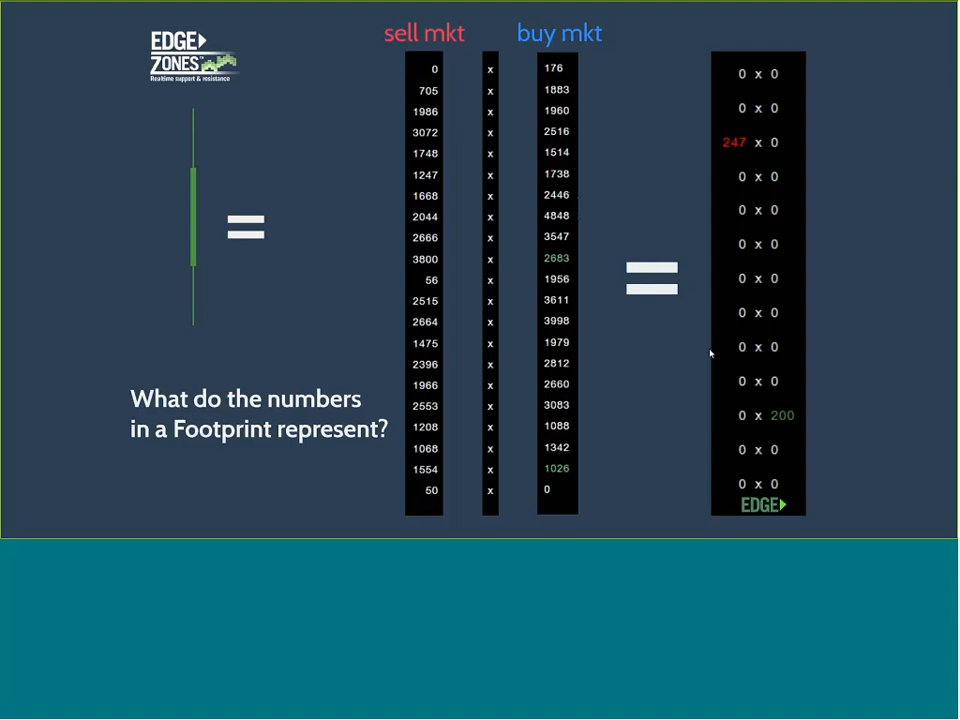 sell mkt buy mkt
EDGE
ZONES™
Realtime support & resistance
0 x 176
705 x 1883
1986 x 1960
3072 x 2516
1748 x 1514
1247 x 1738
1668 x 2446
2044 x 4848
2666 x 3547
3800 x 2683
56 x 1956
2515 x 3611
2664 x 3998
1475 x 1979
2396 x 2812
1966 x 2660
2553 x 3083
1208 x 1088
1068 x 1342
1554 x 1026
50 x 0
What do the numbers
in a Footprint represent?
0 x 0
0 x 0
247 x 0
0 x 0
0 x 0
0 x 0
0 x 0
0 x 0
0 x 0
0 x 0
0 x 200
0 x 0
0 x 0
EDGE